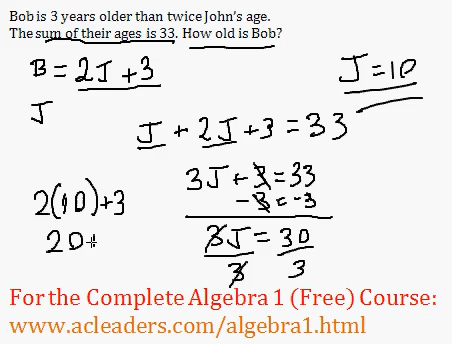 Bob is 3 years older than twice John's age.
The sum of their ages is 33. How old is Bob?
B = 2J + 3
J = 10
J
J + 2J + 3 = 33
3J + 3 = 33
2(10) + 3
- 3 = -3
20+
3J = 30
3 3
For the Complete Algebra 1 (Free) Course:
www.acleaders.com/algebra1.html